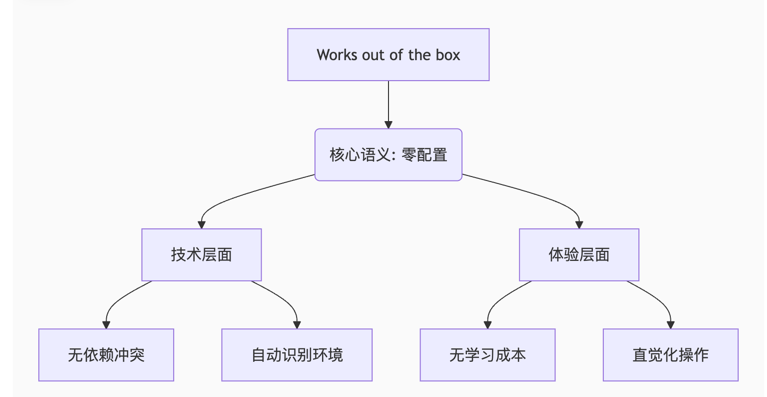 Works out of the box
核心语义: 零配置
技术层面
体验层面
无依赖冲突
自动识别环境
无学习成本
直觉化操作